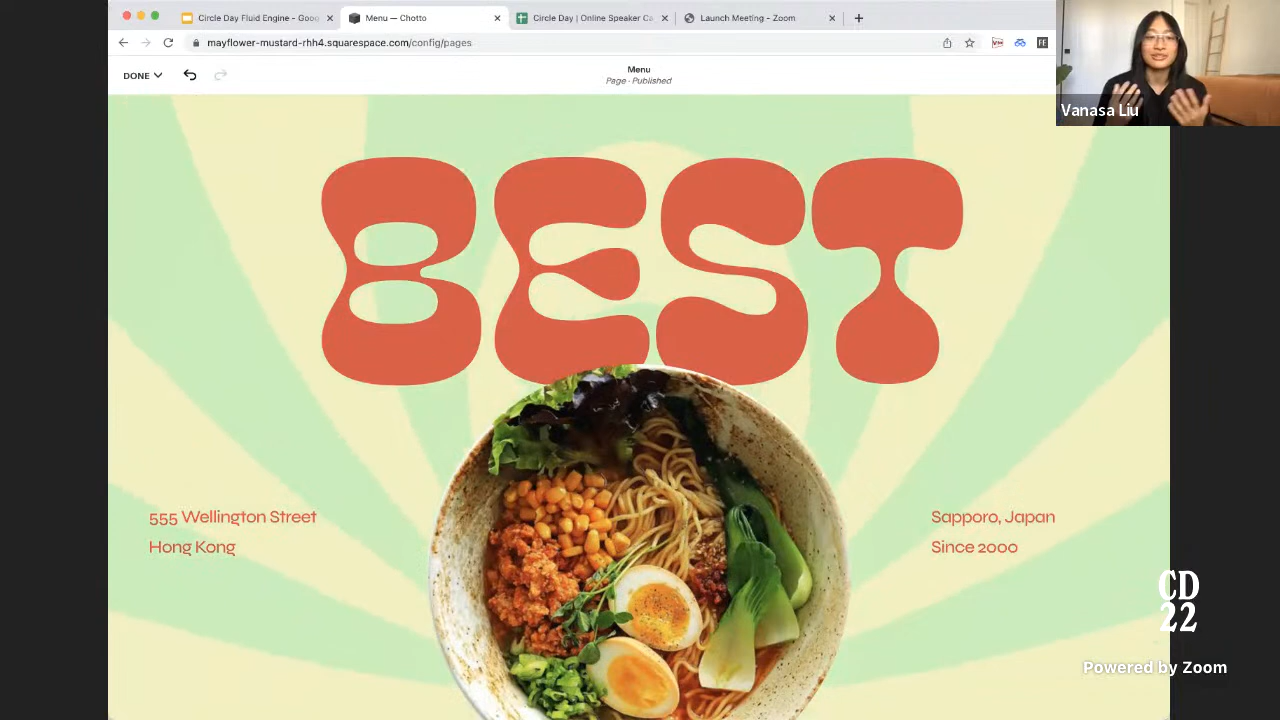 Circle Day Fluid Engine - Goog
Menu — Chotto
Circle Day | Online Speaker Ca
Launch Meeting - Zoom
mayflower-mustard-rhh4.squarespace.com/config/pages
DONE
Menu
Page · Published
Vanasa Liu
BEST
555 Wellington Street
Hong Kong
Sapporo, Japan
Since 2000
CD
22
Powered by Zoom